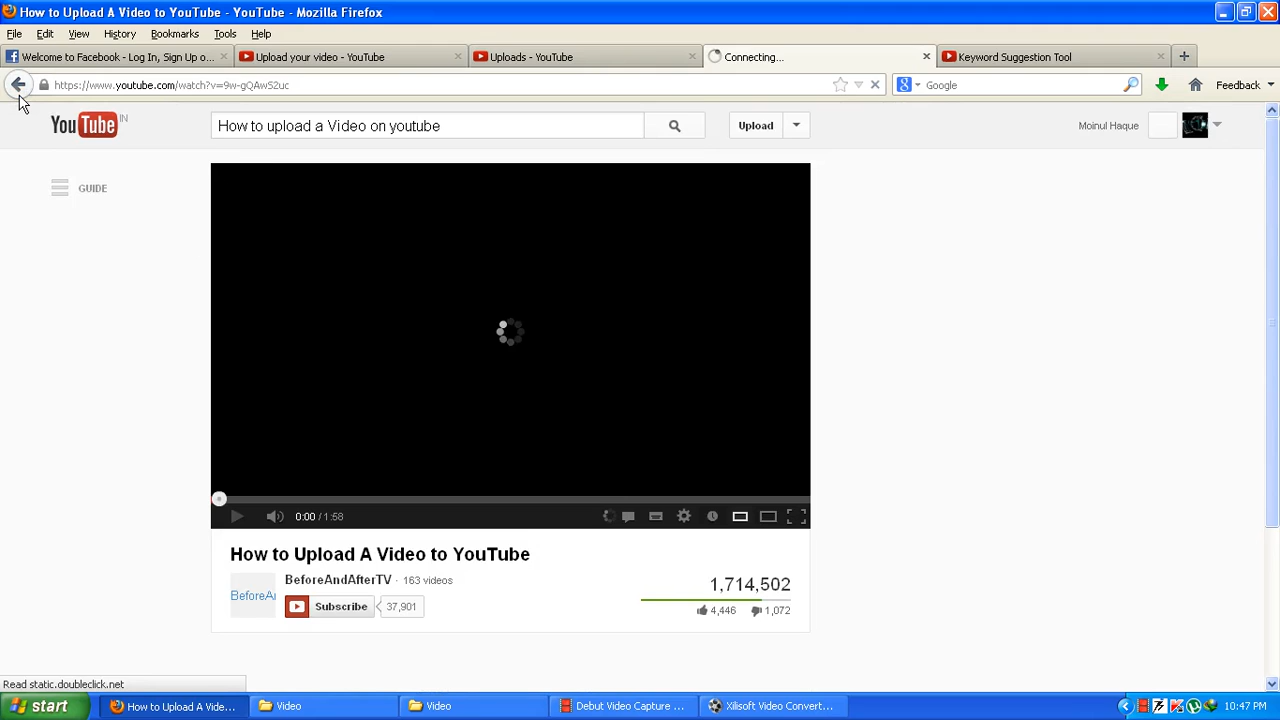 How to Upload A Video to YouTube - YouTube - Mozilla Firefox
File Edit View History Bookmarks Tools Help
Welcome to Facebook - Log In, Sign Up o...
Upload your video - YouTube
Uploads - YouTube
Connecting...
Keyword Suggestion Tool
https://www.youtube.com/watch?v=9w-gQAwS2uc
Google
Feedback
YouTube IN
How to upload a Video on youtube
Upload
Moinul Haque
GUIDE
0:00 / 1:58
How to Upload A Video to YouTube
BeforeAndAfterTV · 163 videos
BeforeA
Subscribe 37,901
1,714,502
4,446 1,072
Read static.doubleclick.net
start
How to Upload A Vide...
Video
Video
Debut Video Capture ...
Xilisoft Video Convert...
10:47 PM